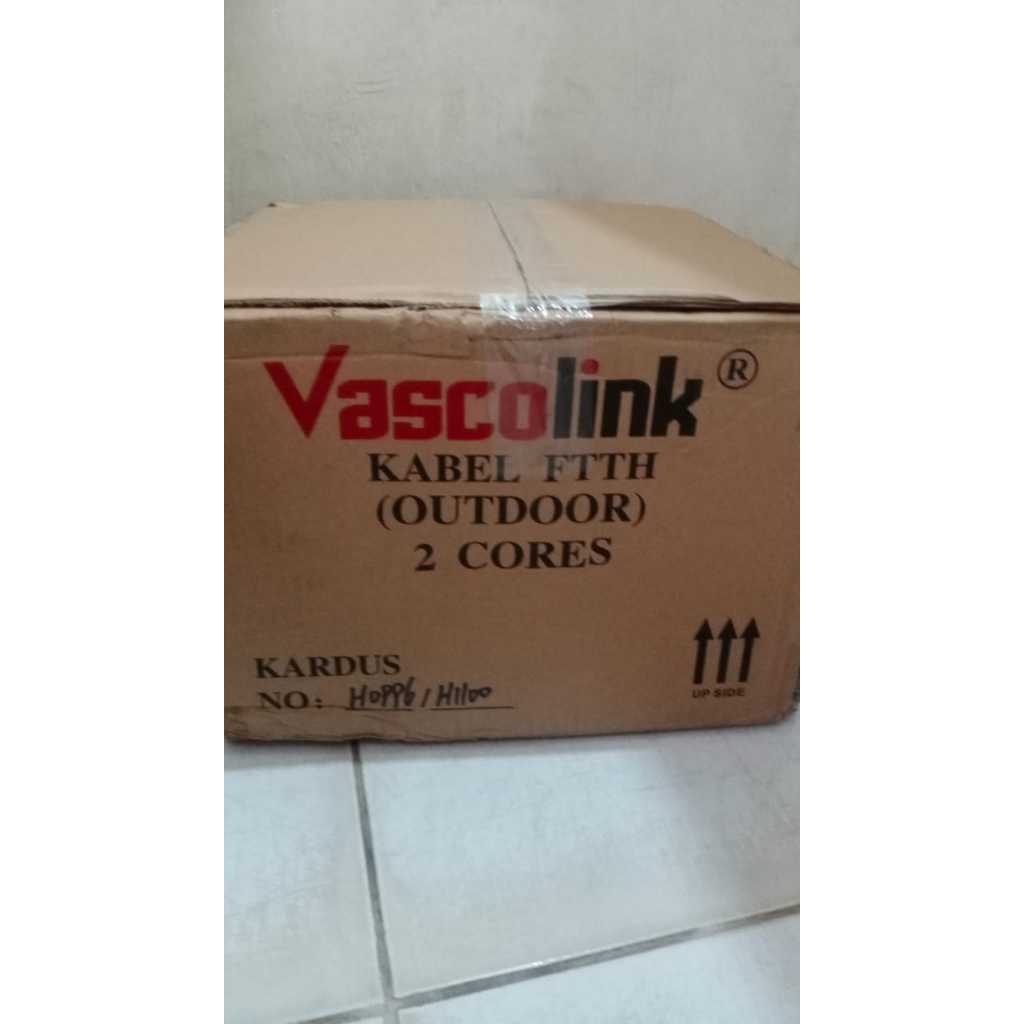 Vascolink ®
KABEL FTTH
(OUTDOOR)
2 CORES
KARDUS
NO: H0996 / H1100
UP SIDE